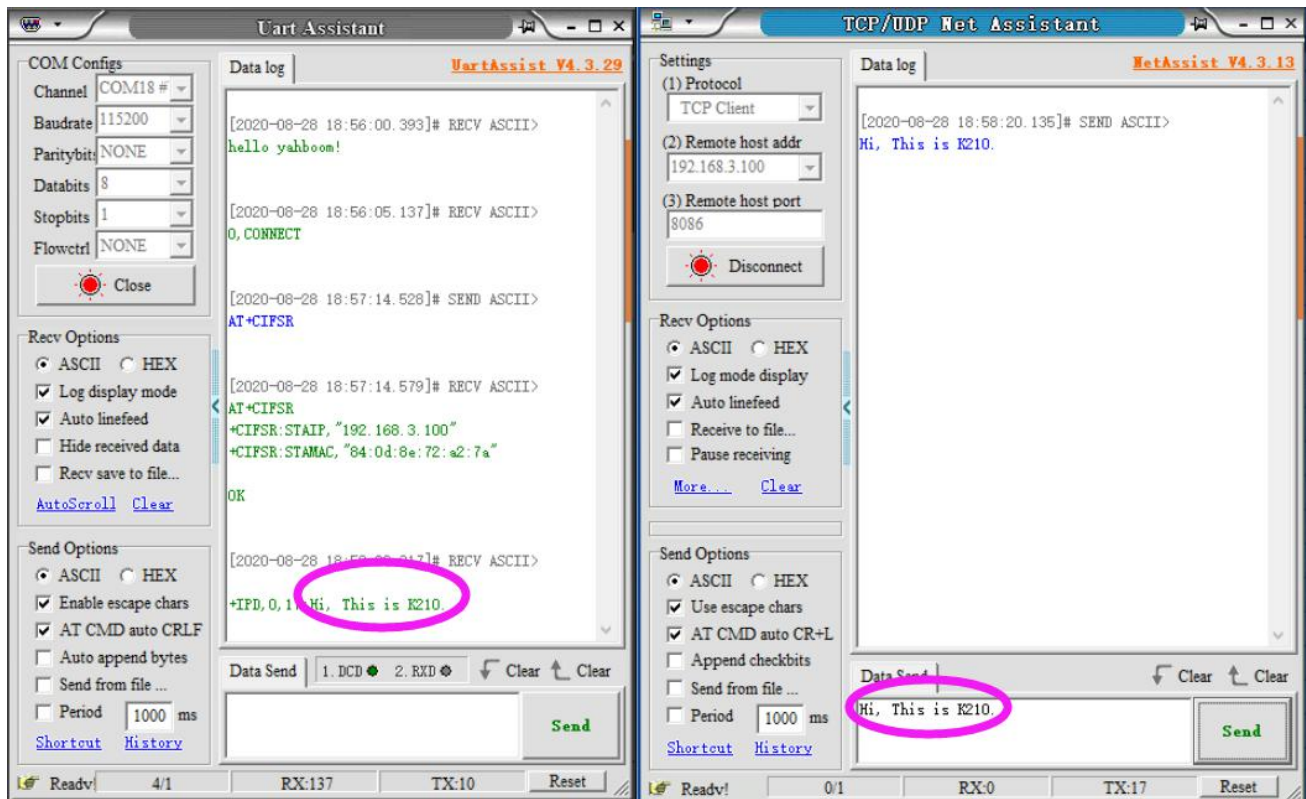 Uart Assistant
COM Configs
Channel COM18 #
Baudrate 115200
Paritybit: NONE
Databits 8
Stopbits 1
Flowctrl NONE
Close
Recv Options
ASCII HEX
Log display mode
Auto linefeed
Hide received data
Recv save to file...
AutoScroll Clear
Send Options
ASCII HEX
Enable escape chars
AT CMD auto CRLF
Auto append bytes
Send from file ...
Period 1000 ms
Shortcut History
Data log UartAssist V4.3.29
[2020-08-28 18:56:00.393]# RECV ASCII>
hello yahboom!
[2020-08-28 18:56:05.137]# RECV ASCII>
0,CONNECT
[2020-08-28 18:57:14.528]# SEND ASCII>
AT+CIFSR
[2020-08-28 18:57:14.579]# RECV ASCII>
AT+CIFSR
+CIFSR:STAIP,"192.168.3.100"
+CIFSR:STAMAC,"84:0d:8e:72:a2:7a"
OK
[2020-08-28 RECV ASCII>
+IPD,0,1 Hi, This is K210.
Data Send 1. DCD 2. RXD Clear Clear
Send
Ready! 4/1 RX:137 TX:10 Reset
TCP/UDP Net Assistant
Settings
(1) Protocol
TCP Client
(2) Remote host addr
192.168.3.100
(3) Remote host port
8086
Disconnect
Recv Options
ASCII HEX
Log mode display
Auto linefeed
Receive to file...
Pause receiving
More... Clear
Send Options
ASCII HEX
Use escape chars
AT CMD auto CR+L
Append checkbits
Send from file ...
Period 1000 ms
Shortcut History
Data log NetAssist V4.3.13
[2020-08-28 18:58:20.135]# SEND ASCII>
Hi, This is K210.
Data Send Clear Clear
Hi, This is K210.
Send
Ready! 0/1 RX:0 TX:17 Reset